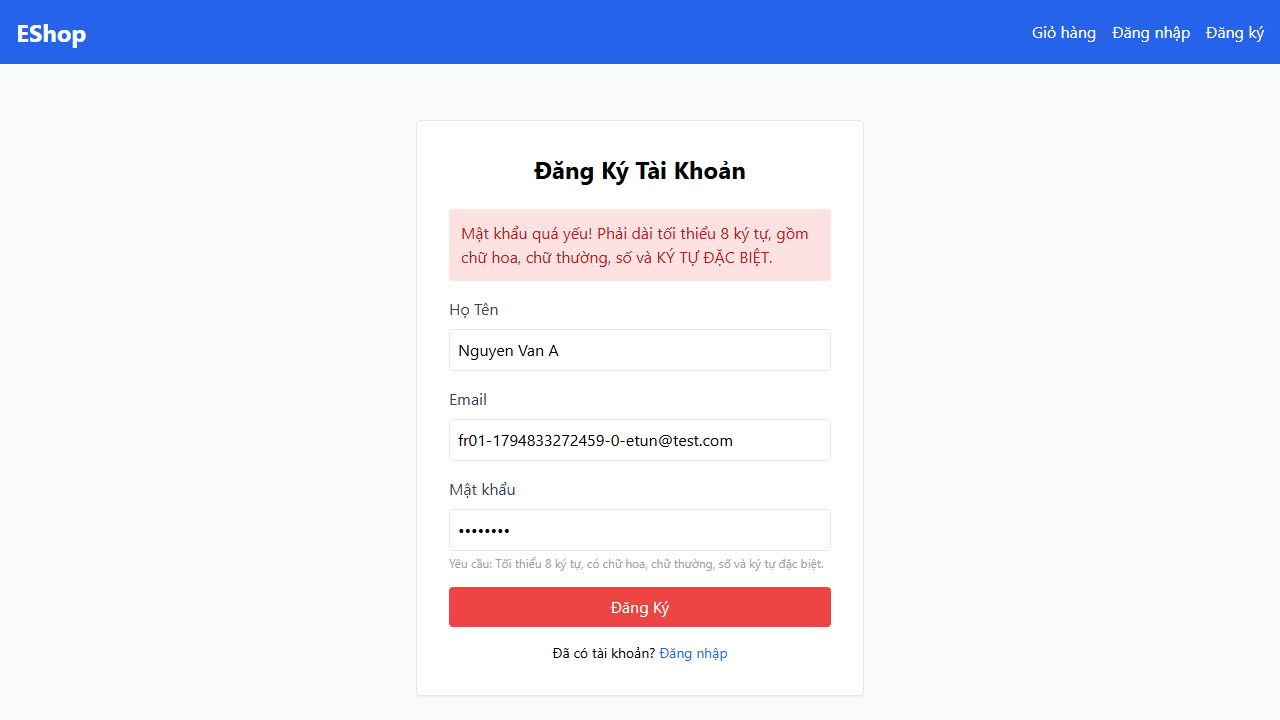 EShop
Giỏ hàng
Đăng nhập
Đăng ký
Đăng Ký Tài Khoản
Mật khẩu quá yếu! Phải dài tối thiểu 8 ký tự, gồm
chữ hoa, chữ thường, số và KÝ TỰ ĐẶC BIỆT.
Họ Tên
Nguyen Van A
Email
fr01-1794833272459-0-etun@test.com
Mật khẩu
••••••••
Yêu cầu: Tối thiểu 8 ký tự, có chữ hoa, chữ thường, số và ký tự đặc biệt.
Đăng Ký
Đã có tài khoản? Đăng nhập